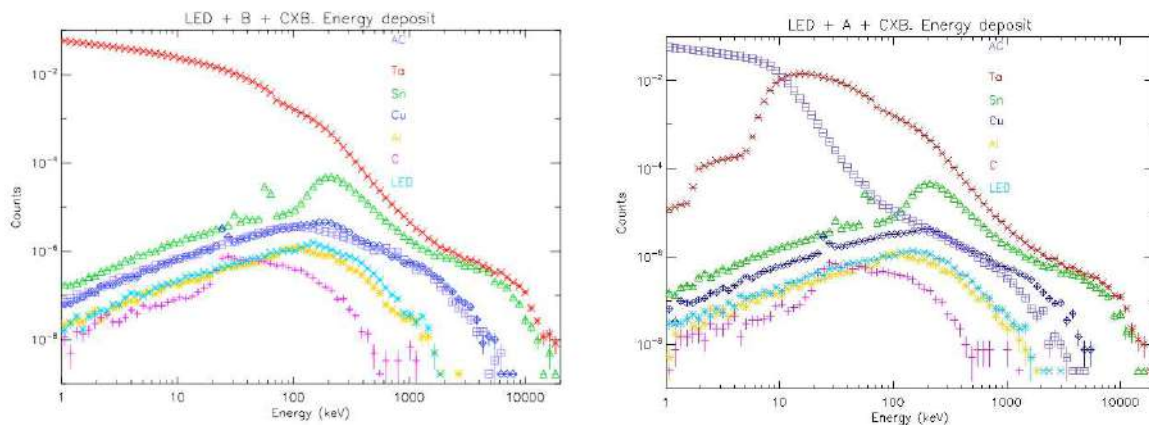 LED + B + CXB. Energy deposit
AC
Ta
Sn
Cu
Al
C
LED
Counts
10⁻²
10⁻⁴
10⁻⁶
10⁻⁸
1 10 100 1000 10000
Energy (keV)
LED + A + CXB. Energy deposit
AC
Ta
Sn
Cu
Al
C
LED
Counts
10⁻²
10⁻⁴
10⁻⁶
10⁻⁸
1 10 100 1000 10000
Energy (keV)